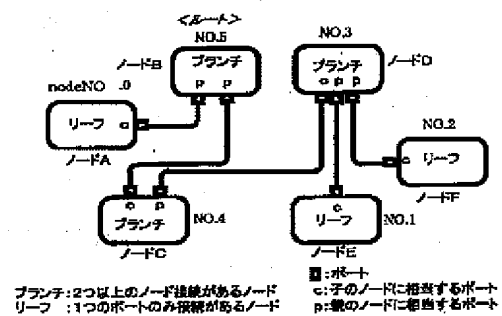 <ルート>
NO.5
ノードB
ブランチ
p p
NO.3
ノードD
ブランチ
c p p
nodeNO .0
リーフ c
ノードA
NO.2
c リーフ
ノードF
c p
ブランチ
NO.4
ノードC
c
リーフ
NO.1
ノードE
:ポート
c:子のノードに相当するポート
p:親のノードに相当するポート
ブランチ:2つ以上のノード接続があるノード
リーフ :1つのポートのみ接続があるノード